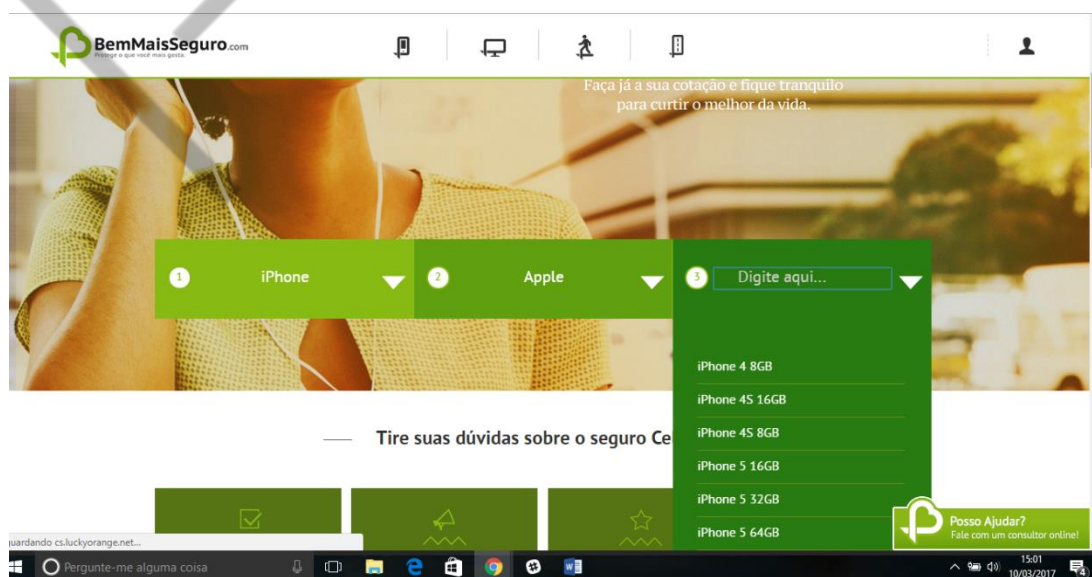 BemMaisSeguro.com
Protege o que você mais gosta.
Faça já a sua cotação e fique tranquilo
para curtir o melhor da vida.
1 iPhone
2 Apple
3 Digite aqui...
iPhone 4 8GB
iPhone 4S 16GB
iPhone 4S 8GB
iPhone 5 16GB
iPhone 5 32GB
iPhone 5 64GB
Tire suas dúvidas sobre o seguro Ce
Posso Ajudar?
Fale com um consultor online!
guardando cs.luckyorange.net...
Pergunte-me alguma coisa
15:01
10/03/2017